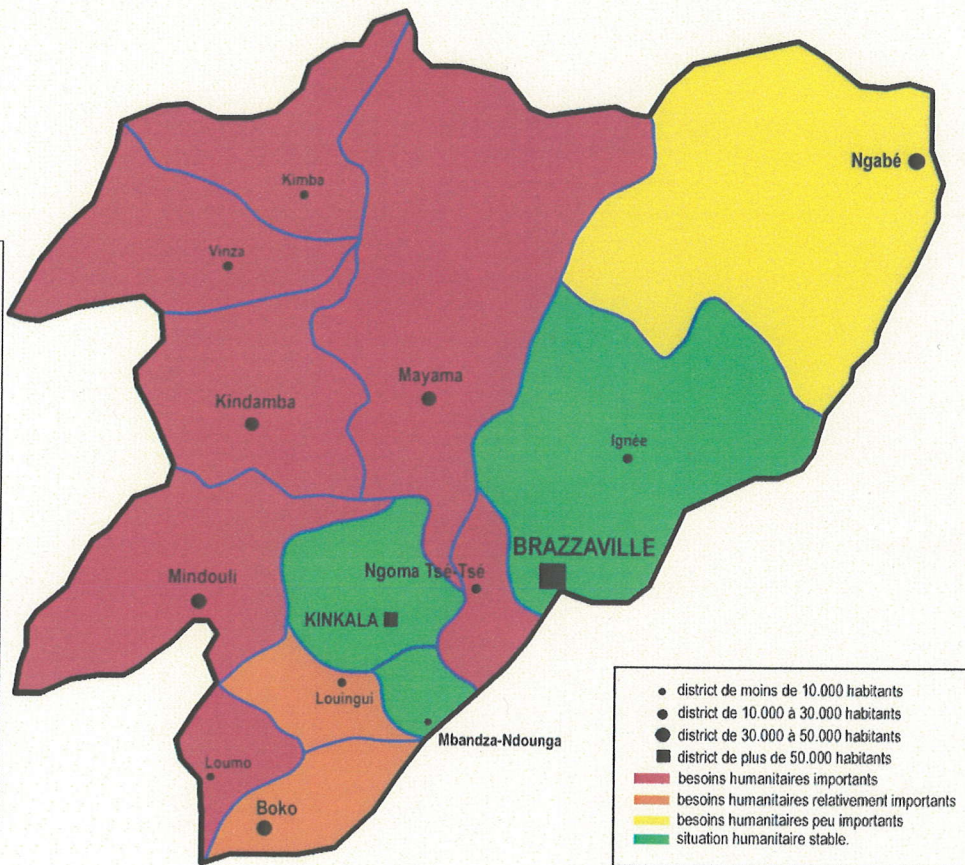 Ngabé
Kimba
Vinza
Mayama
Kindamba
Ignée
BRAZZAVILLE
Ngoma Tsé-Tsé
Mindouli
KINKALA
Louingui
Mbandza-Ndounga
Loumo
Boko
district de moins de 10.000 habitants
district de 10.000 à 30.000 habitants
district de 30.000 à 50.000 habitants
district de plus de 50.000 habitants
besoins humanitaires importants
besoins humanitaires relativement importants
besoins humanitaires peu importants
situation humanitaire stable.